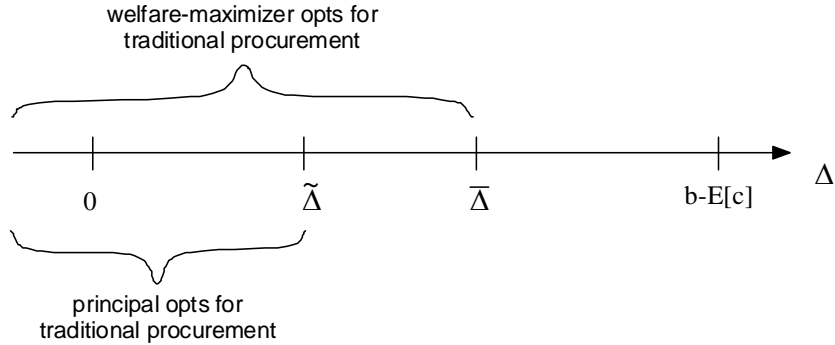 welfare-maximizer opts for
traditional procurement
0
Δ̃
Δ̅
b-E[c]
Δ
principal opts for
traditional procurement